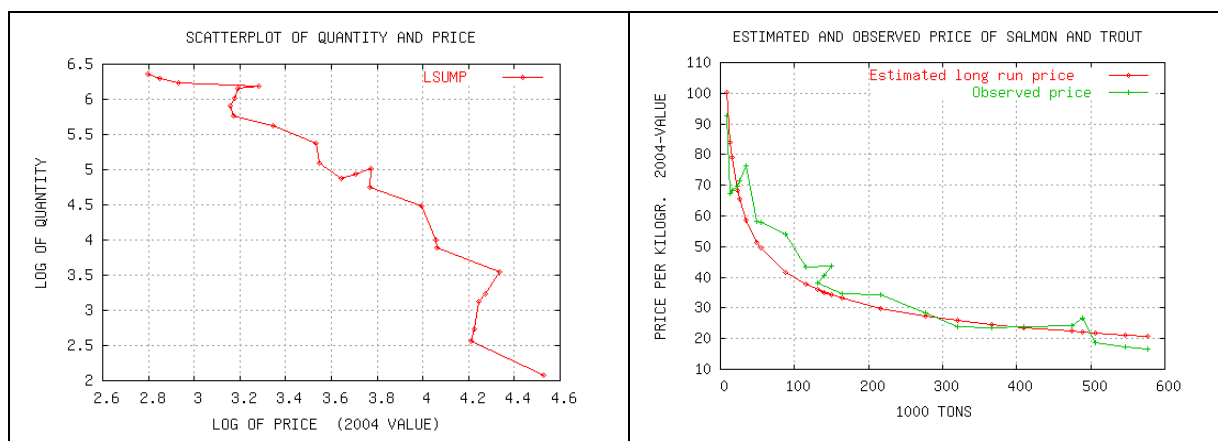 SCATTERPLOT OF QUANTITY AND PRICE
LSUMP
6.5
6
5.5
5
4.5
4
3.5
3
2.5
2
LOG OF QUANTITY
2.6 2.8 3 3.2 3.4 3.6 3.8 4 4.2 4.4 4.6
LOG OF PRICE (2004 VALUE)
ESTIMATED AND OBSERVED PRICE OF SALMON AND TROUT
Estimated long run price
Observed price
110
100
90
80
70
60
50
40
30
20
10
PRICE PER KILOGR. 2004-VALUE
0 100 200 300 400 500 600
1000 TONS